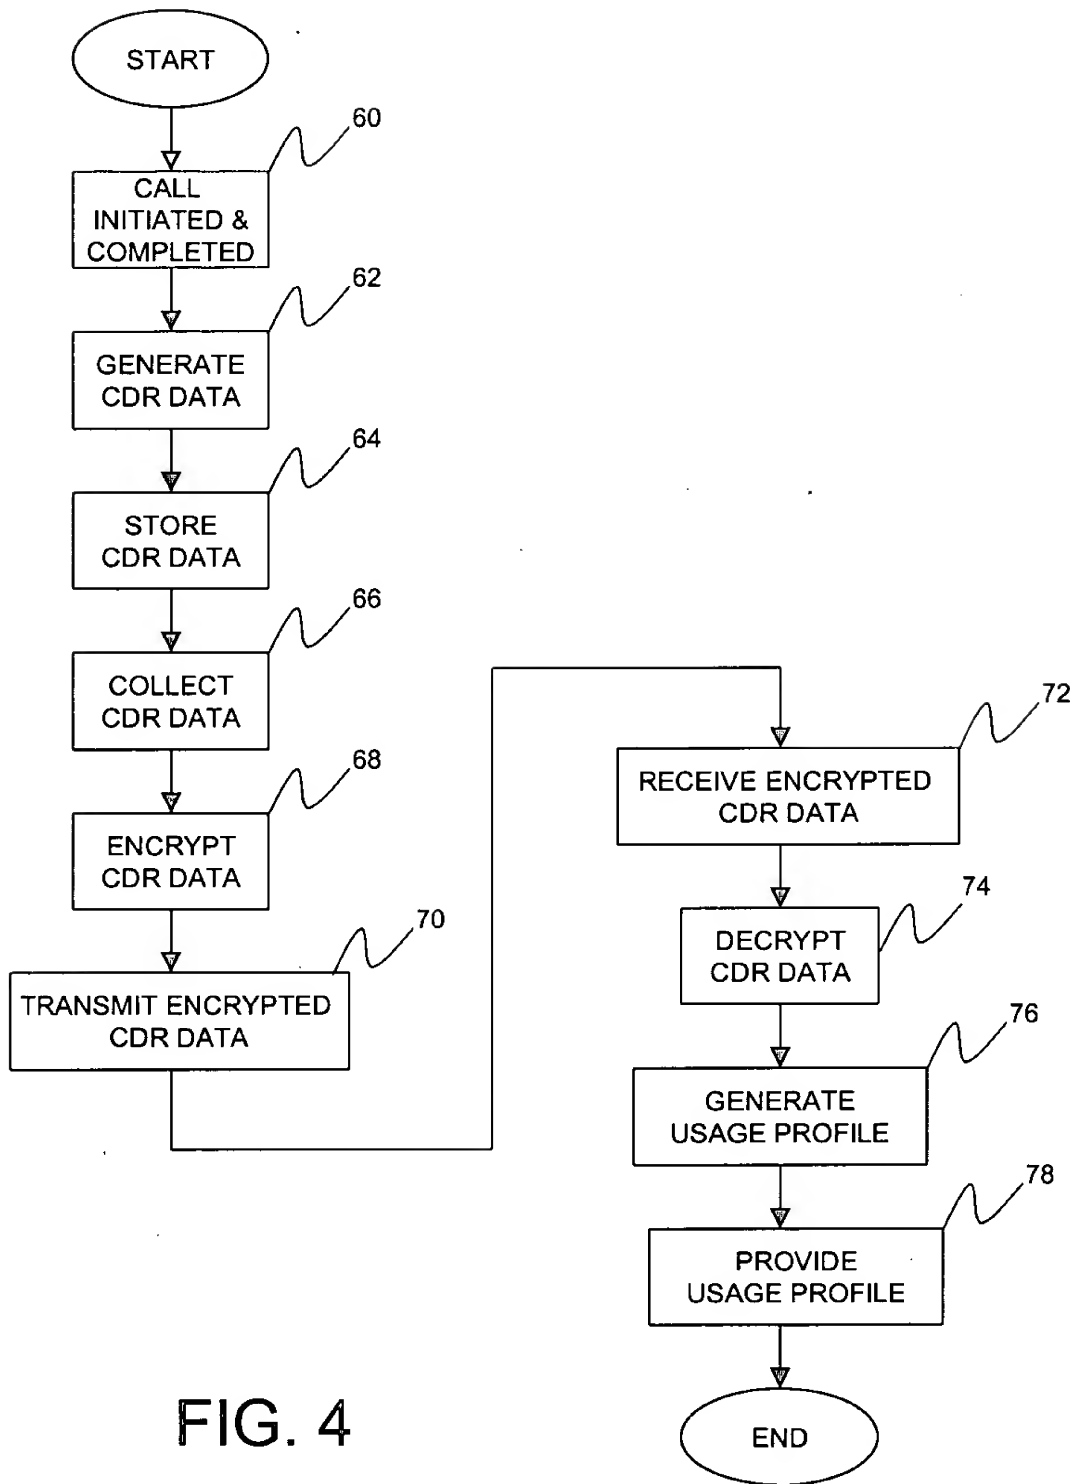 START
60
CALL
INITIATED &
COMPLETED
62
GENERATE
CDR DATA
64
STORE
CDR DATA
66
COLLECT
CDR DATA
68
ENCRYPT
CDR DATA
70
TRANSMIT ENCRYPTED
CDR DATA
72
RECEIVE ENCRYPTED
CDR DATA
74
DECRYPT
CDR DATA
76
GENERATE
USAGE PROFILE
78
PROVIDE
USAGE PROFILE
END
FIG. 4